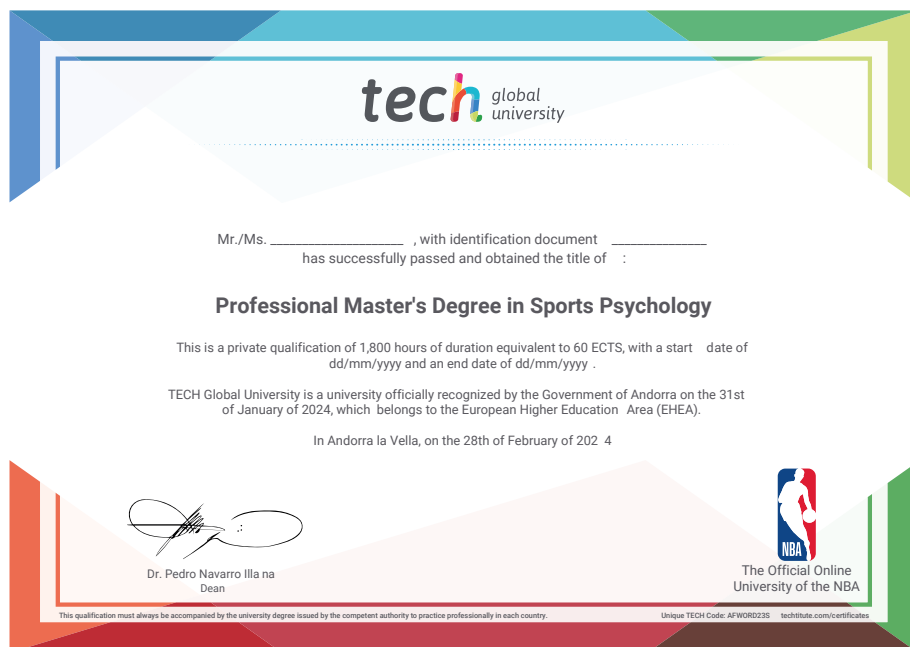 tech global university
Mr./Ms. _____________________ , with identification document _______________
has successfully passed and obtained the title of :
Professional Master's Degree in Sports Psychology
This is a private qualification of 1,800 hours of duration equivalent to 60 ECTS, with a start date of
dd/mm/yyyy and an end date of dd/mm/yyyy .
TECH Global University is a university officially recognized by the Government of Andorra on the 31st
of January of 2024, which belongs to the European Higher Education Area (EHEA).
In Andorra la Vella, on the 28th of February of 202 4
Dr. Pedro Navarro Illa na
Dean
NBA
The Official Online
University of the NBA
This qualification must always be accompanied by the university degree issued by the competent authority to practice professionally in each country.
Unique TECH Code: AFWORD23S techtitute.com/certificates